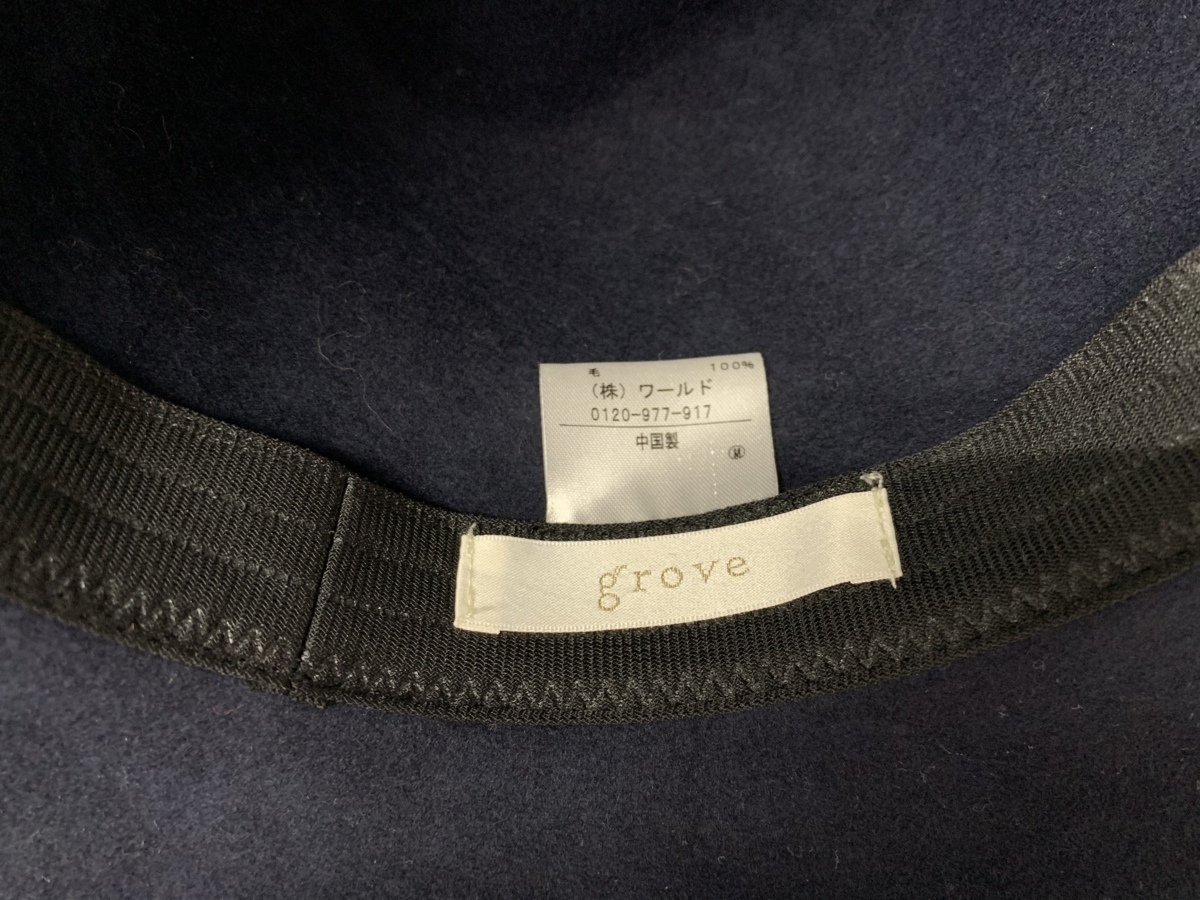 毛 100%
(株) ワールド
0120-977-917
中国製
grove